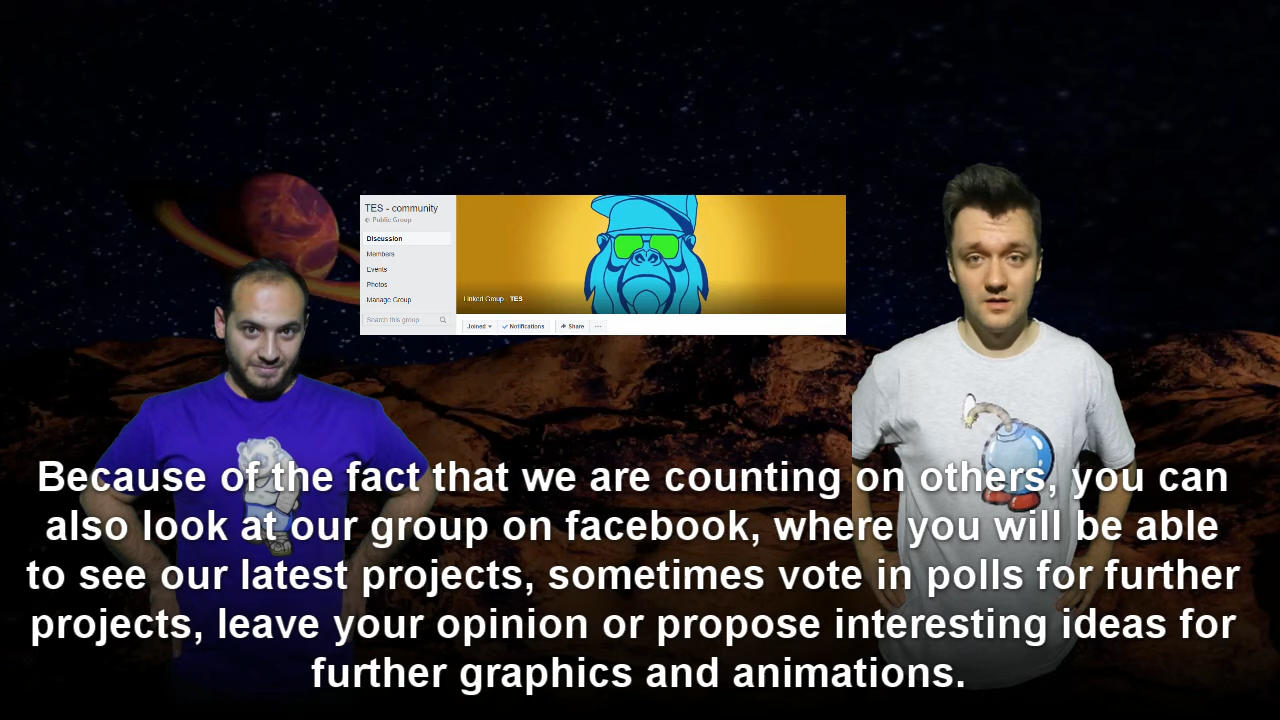 TES - community
Public Group
Discussion
Members
Events
Photos
Manage Group
Search this group
Linked Group · TES
Joined
Notifications
Share
Because of the fact that we are counting on others, you can
also look at our group on facebook, where you will be able
to see our latest projects, sometimes vote in polls for further
projects, leave your opinion or propose interesting ideas for
further graphics and animations.